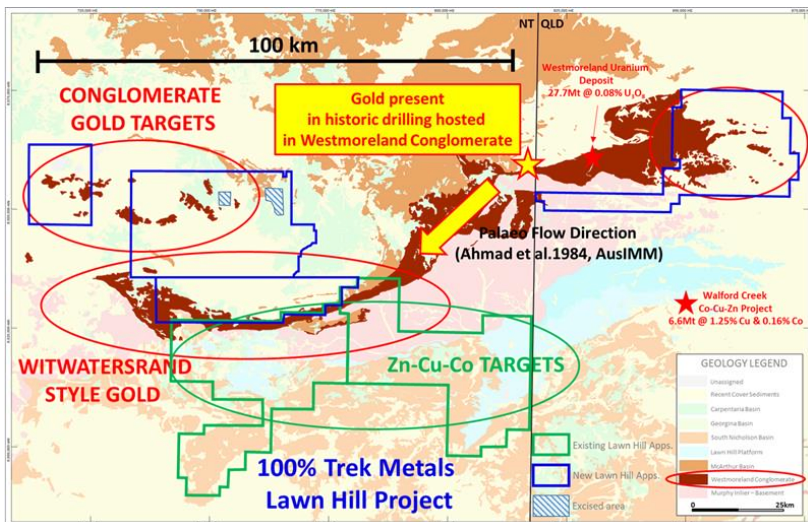 NT QLD
100 km
Westmoreland Uranium
Deposit
27.7Mt @ 0.08% U₃O₈
CONGLOMERATE
GOLD TARGETS
Gold present
in historic drilling hosted
in Westmoreland Conglomerate
Palaeo Flow Direction
(Ahmad et al.1984, AusIMM)
Walford Creek
Co-Cu-Zn Project
6.6Mt @ 1.25% Cu & 0.16% Co
WITWATERSRAND
STYLE GOLD
Zn-Cu-Co TARGETS
100% Trek Metals
Lawn Hill Project
Existing Lawn Hill Apps.
New Lawn Hill Apps.
Excised area
GEOLOGY LEGEND
Unassigned
Recent Cover Sediments
Carpentaria Basin
Georgina Basin
South Nicholson Basin
Lawn Hill Platform
McArthur Basin
Westmoreland Conglomerate
Murphy Inlier - Basement
0 25km